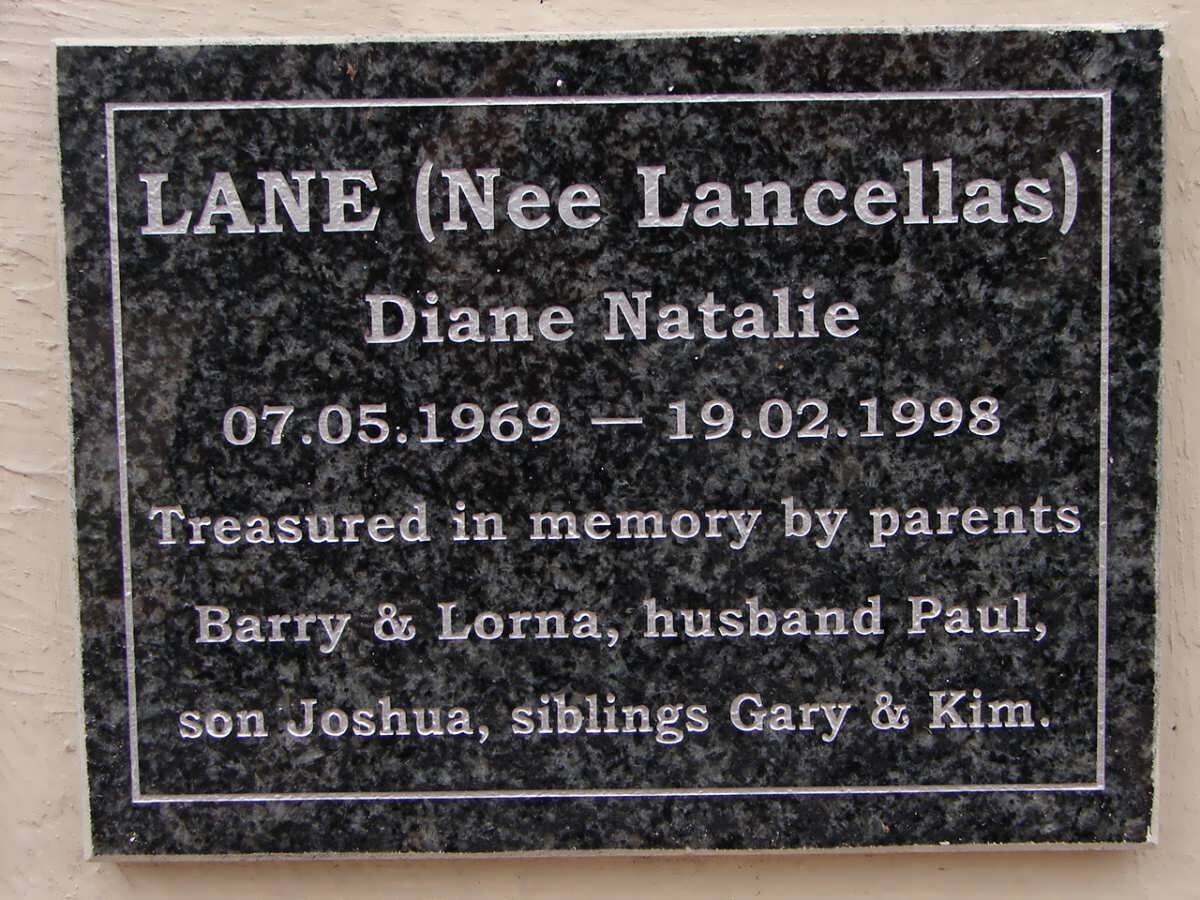 LANE (Nee Lancellas)
Diane Natalie
07.05.1969 — 19.02.1998
Treasured in memory by parents
Barry & Lorna, husband Paul,
son Joshua, siblings Gary & Kim.